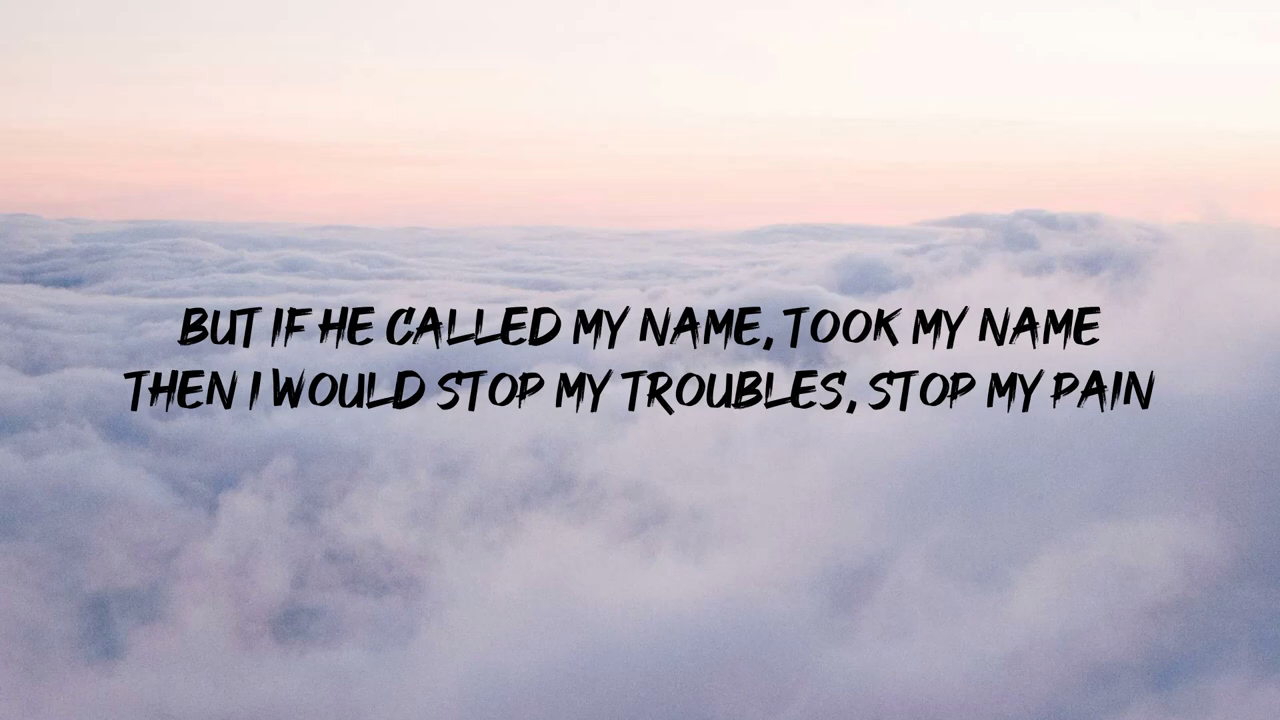 BUT IF HE CALLED MY NAME, TOOK MY NAME
THEN I WOULD STOP MY TROUBLES, STOP MY PAIN